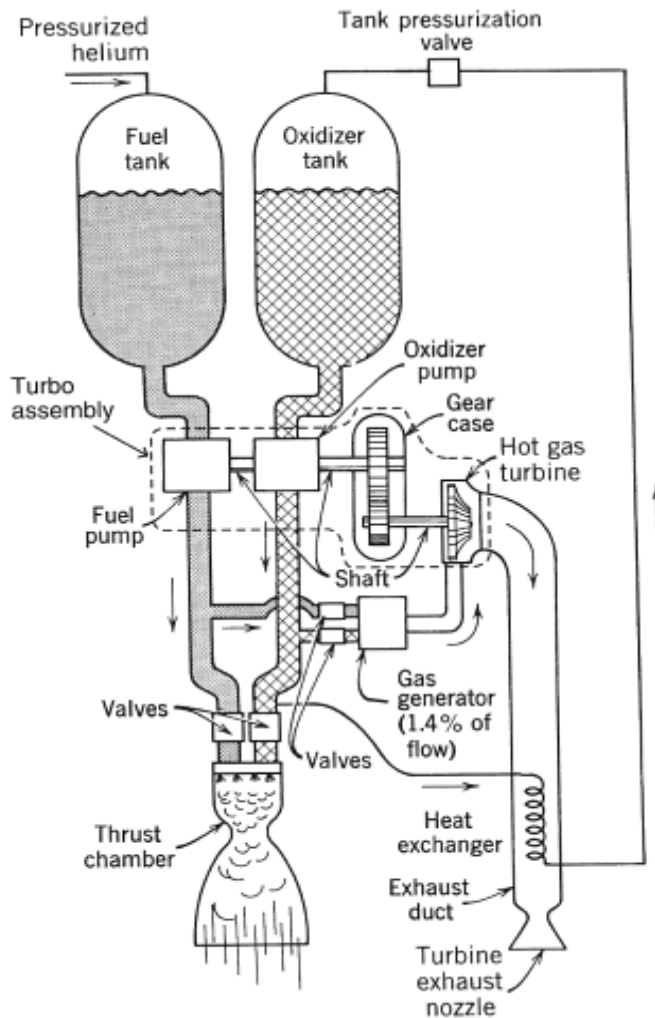 Pressurized
helium
Tank pressurization
valve
Fuel
tank
Oxidizer
tank
Oxidizer
pump
Turbo
assembly
Gear
case
Hot gas
turbine
Fuel
pump
Shaft
Gas
generator
(1.4% of
flow)
Valves
Valves
Thrust
chamber
Heat
exchanger
Exhaust
duct
Turbine
exhaust
nozzle